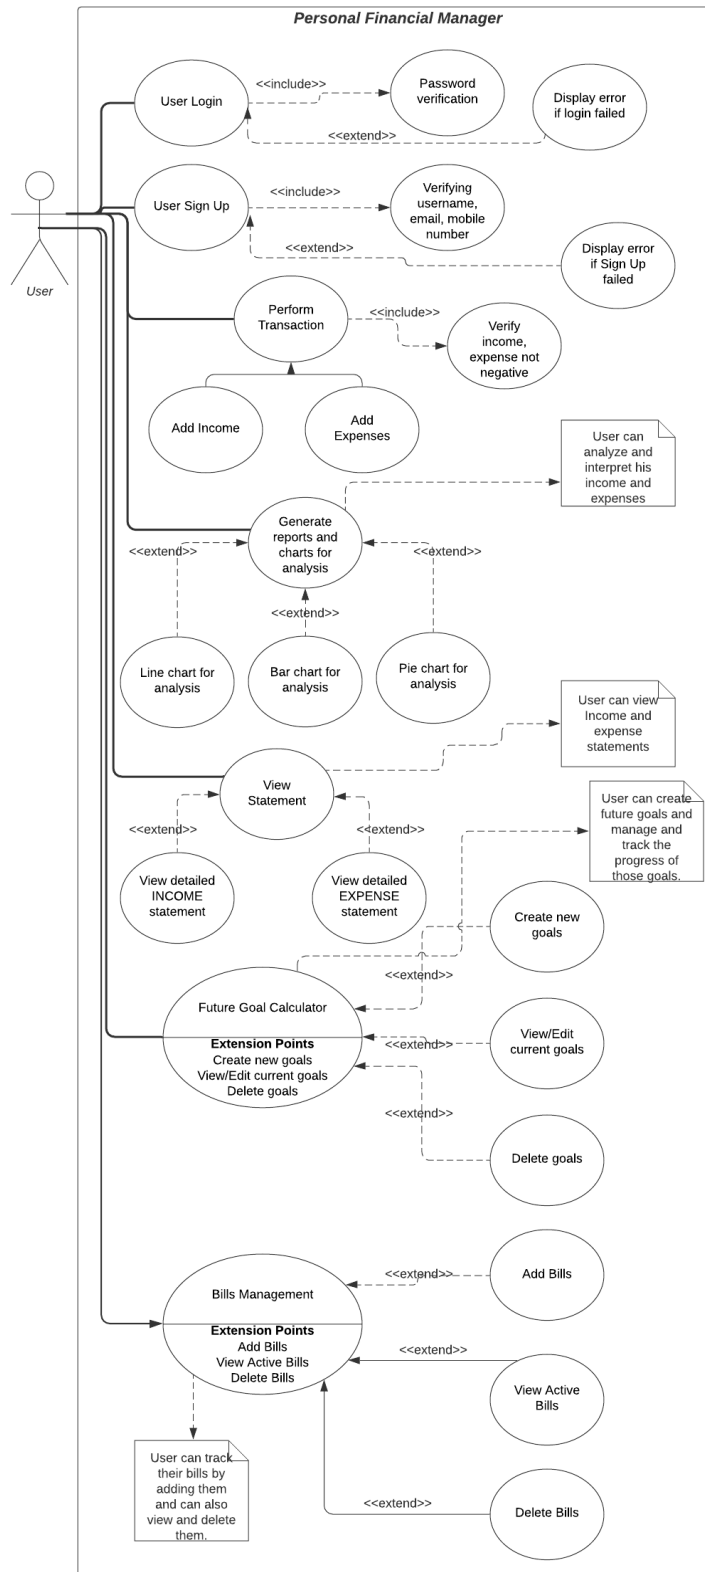 Personal Financial Manager
User Login
<<include>>
Password
verification
Display error
if login failed
<<extend>>
User
User Sign Up
<<include>>
Verifying
username,
email, mobile
number
<<extend>>
Display error
if Sign Up
failed
Perform
Transaction
<<include>>
Verify
income,
expense not
negative
Add Income
Add
Expenses
User can
analyze and
interpret his
income and
expenses
Generate
reports and
charts for
analysis
<<extend>>
<<extend>>
<<extend>>
Line chart for
analysis
Bar chart for
analysis
Pie chart for
analysis
User can view
Income and
expense
statements
View
Statement
<<extend>>
<<extend>>
View detailed
INCOME
statement
View detailed
EXPENSE
statement
User can create
future goals and
manage and
track the
progress of
those goals.
Create new
goals
<<extend>>
Future Goal Calculator
Extension Points
Create new goals
View/Edit current goals
Delete goals
<<extend>>
View/Edit
current goals
<<extend>>
Delete goals
Bills Management
Extension Points
Add Bills
View Active Bills
Delete Bills
<<extend>>
Add Bills
<<extend>>
View Active
Bills
<<extend>>
Delete Bills
User can track
their bills by
adding them
and can also
view and delete
them.